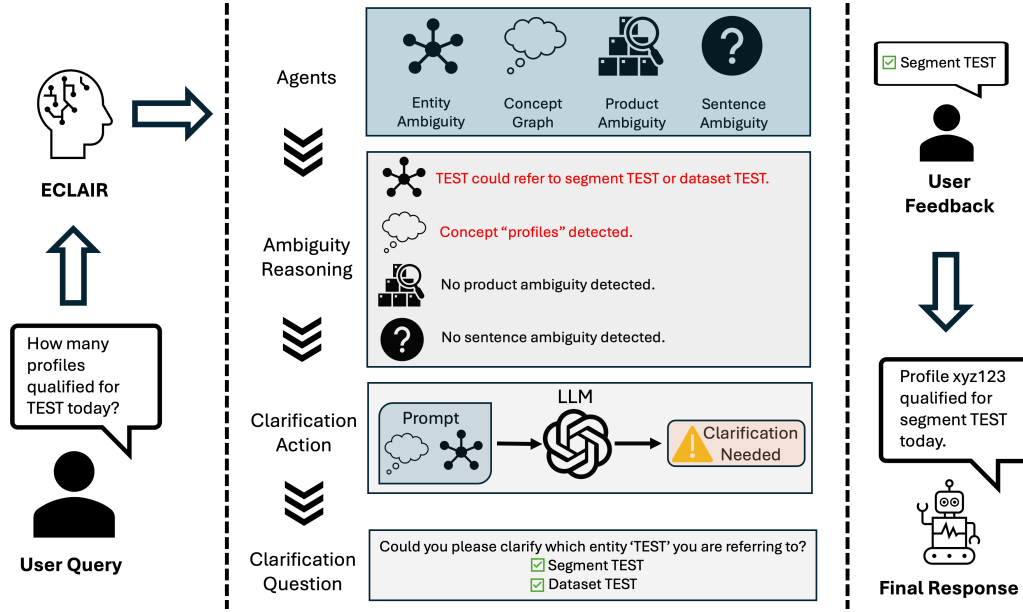 ECLAIR
How many
profiles
qualified for
TEST today?
User Query
Agents
Entity
Ambiguity
Concept
Graph
Product
Ambiguity
Sentence
Ambiguity
Ambiguity
Reasoning
TEST could refer to segment TEST or dataset TEST.
Concept “profiles” detected.
No product ambiguity detected.
No sentence ambiguity detected.
Clarification
Action
Prompt
LLM
Clarification
Needed
Clarification
Question
Could you please clarify which entity ‘TEST’ you are referring to?
Segment TEST
Dataset TEST
Segment TEST
User
Feedback
Profile xyz123
qualified for
segment TEST
today.
Final Response